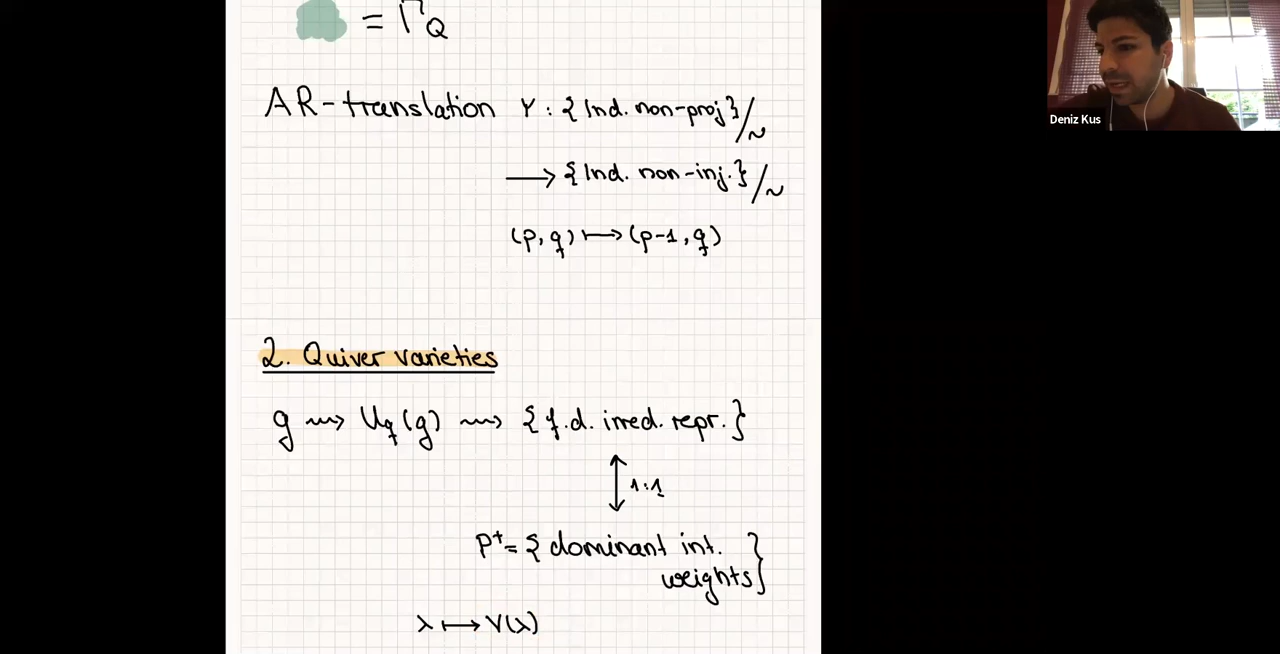 = Γ_Q
AR-translation γ : {Ind. non-proj}/~
⟶ {Ind. non-inj.}/~
(p, q) ⟼ (p-1, q)
2. Quiver varieties
g ⇝ U_q(g) ⇝ {f.d. irred. repr.}
↕ 1:1
P⁺ = {dominant int.
weights}
λ ⟼ V(λ)
Deniz Kus